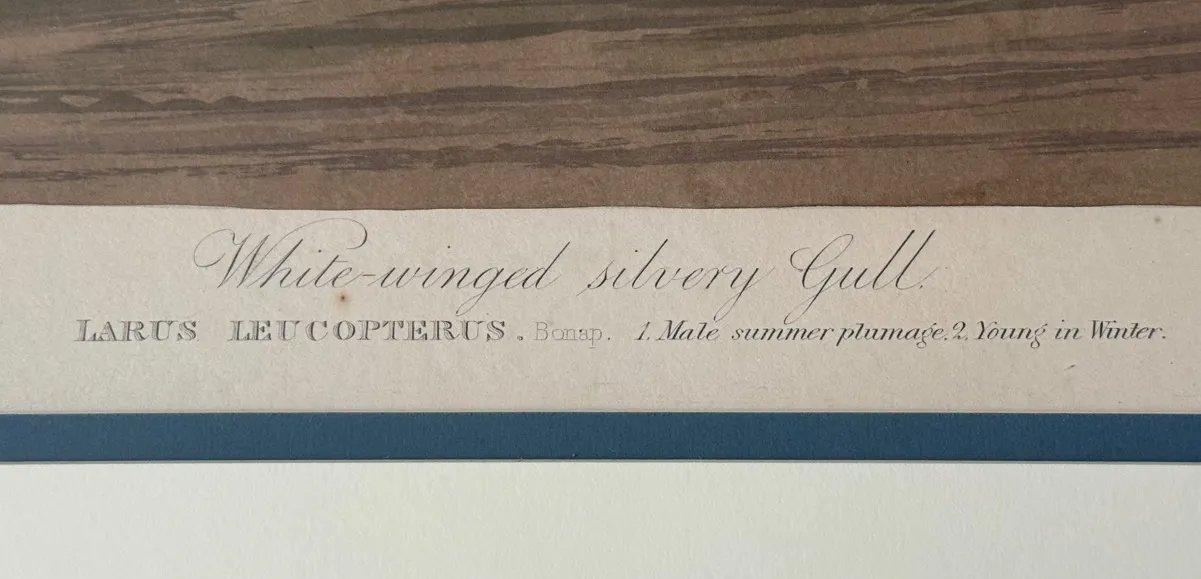 White-winged silvery Gull.
LARUS LEUCOPTERUS. Bonap. 1. Male summer plumage. 2. Young in Winter.